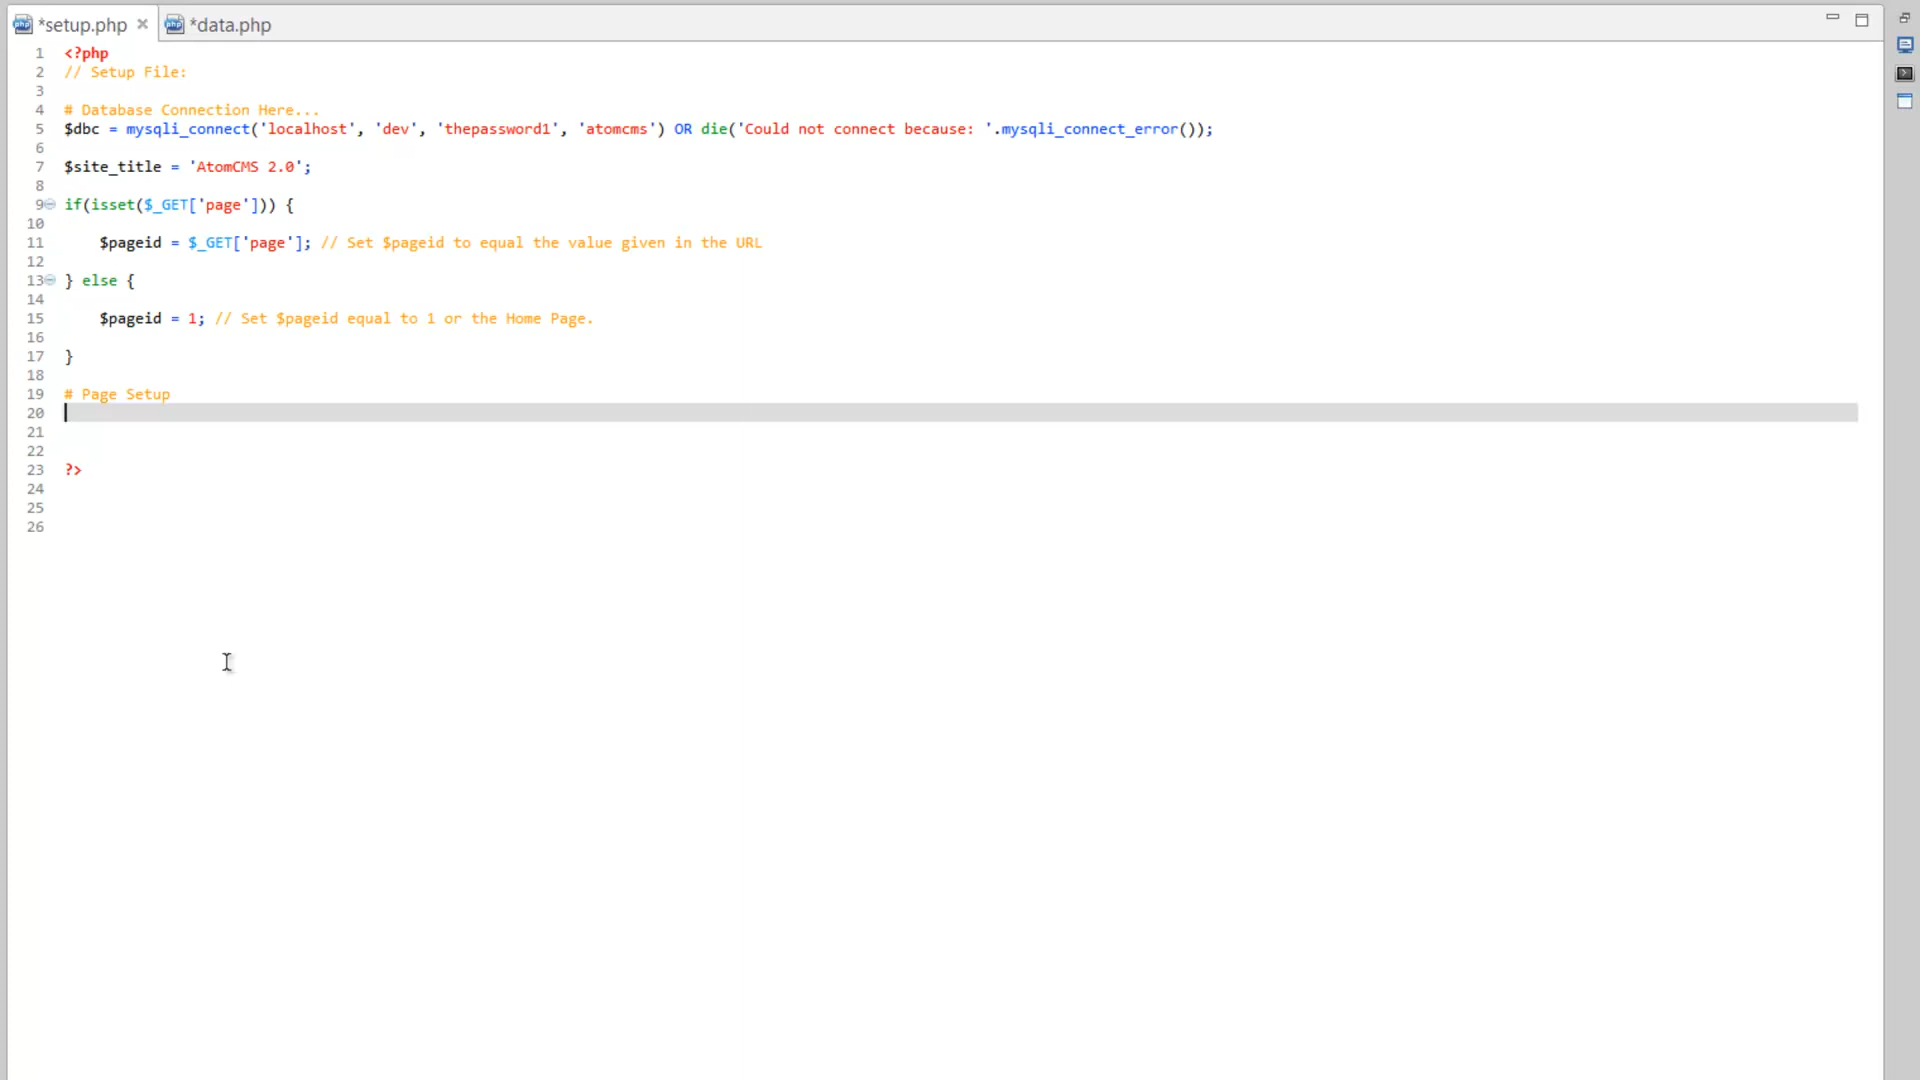 *setup.php
*data.php
1 <?php
2 // Setup File:
3
4 # Database Connection Here...
5 $dbc = mysqli_connect('localhost', 'dev', 'thepassword1', 'atomcms') OR die('Could not connect because: '.mysqli_connect_error());
6
7 $site_title = 'AtomCMS 2.0';
8
9 if(isset($_GET['page'])) {
10
11 $pageid = $_GET['page']; // Set $pageid to equal the value given in the URL
12
13 } else {
14
15 $pageid = 1; // Set $pageid equal to 1 or the Home Page.
16
17 }
18
19 # Page Setup
20
21
22
23 ?>
24
25
26